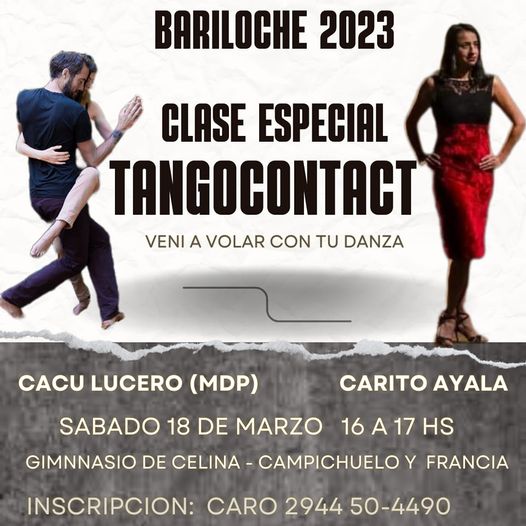 BARILOCHE 2023
CLASE ESPECIAL
TANGOCONTACT
VENI A VOLAR CON TU DANZA
CACU LUCERO (MDP)
CARITO AYALA
SABADO 18 DE MARZO 16 A 17 HS
GIMNNASIO DE CELINA - CAMPICHUELO Y FRANCIA
INSCRIPCION: CARO 2944 50-4490